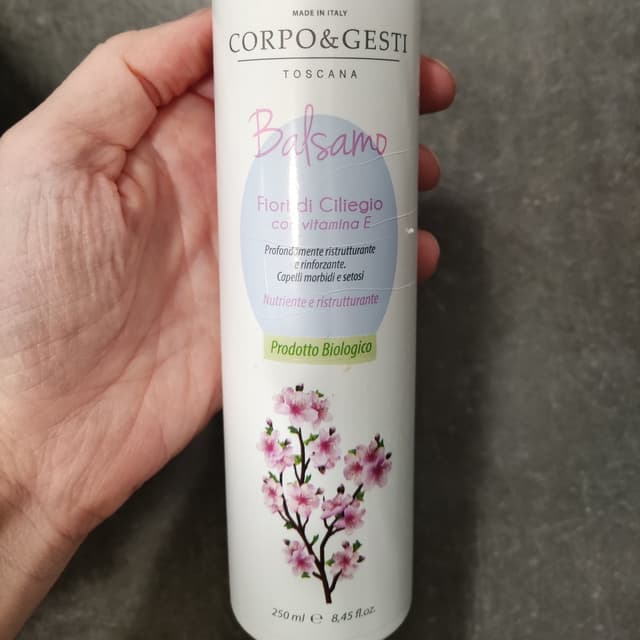 MADE IN ITALY
CORPO&GESTI
TOSCANA
Balsamo
Fiori di Ciliegio
con vitamina E
Profondamente ristrutturante
e rinforzante.
Capelli morbidi e setosi
Nutriente e ristrutturante
Prodotto Biologico
250 ml ℮ 8,45 fl.oz.